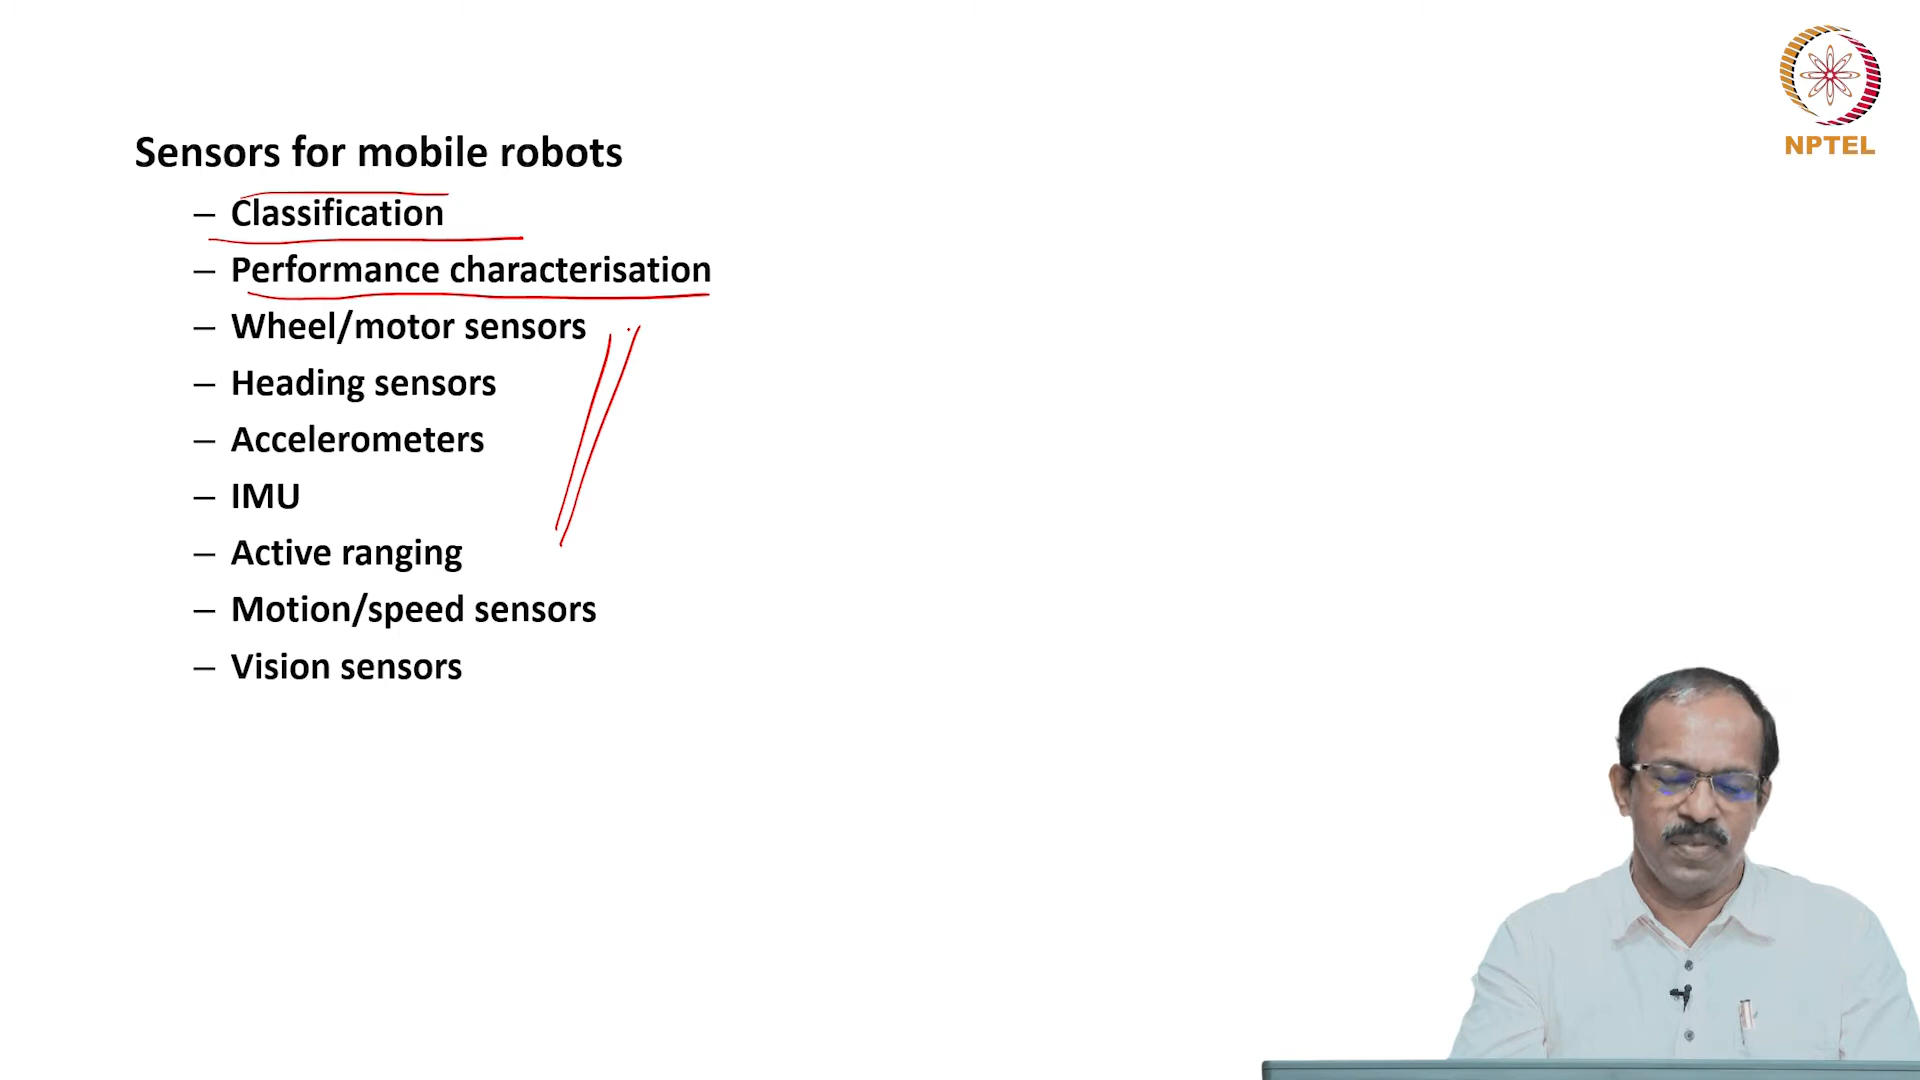 NPTEL
Sensors for mobile robots
– Classification
– Performance characterisation
– Wheel/motor sensors
– Heading sensors
– Accelerometers
– IMU
– Active ranging
– Motion/speed sensors
– Vision sensors